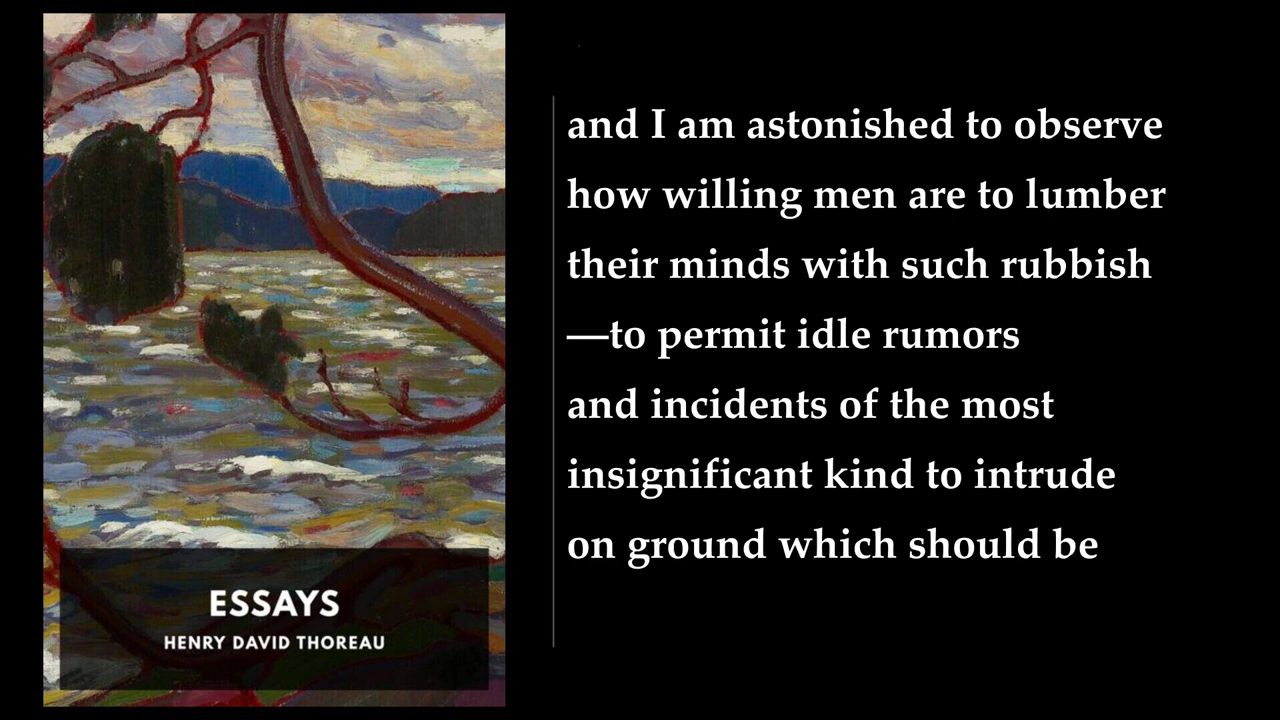 ESSAYS
HENRY DAVID THOREAU
and I am astonished to observe
how willing men are to lumber
their minds with such rubbish
—to permit idle rumors
and incidents of the most
insignificant kind to intrude
on ground which should be